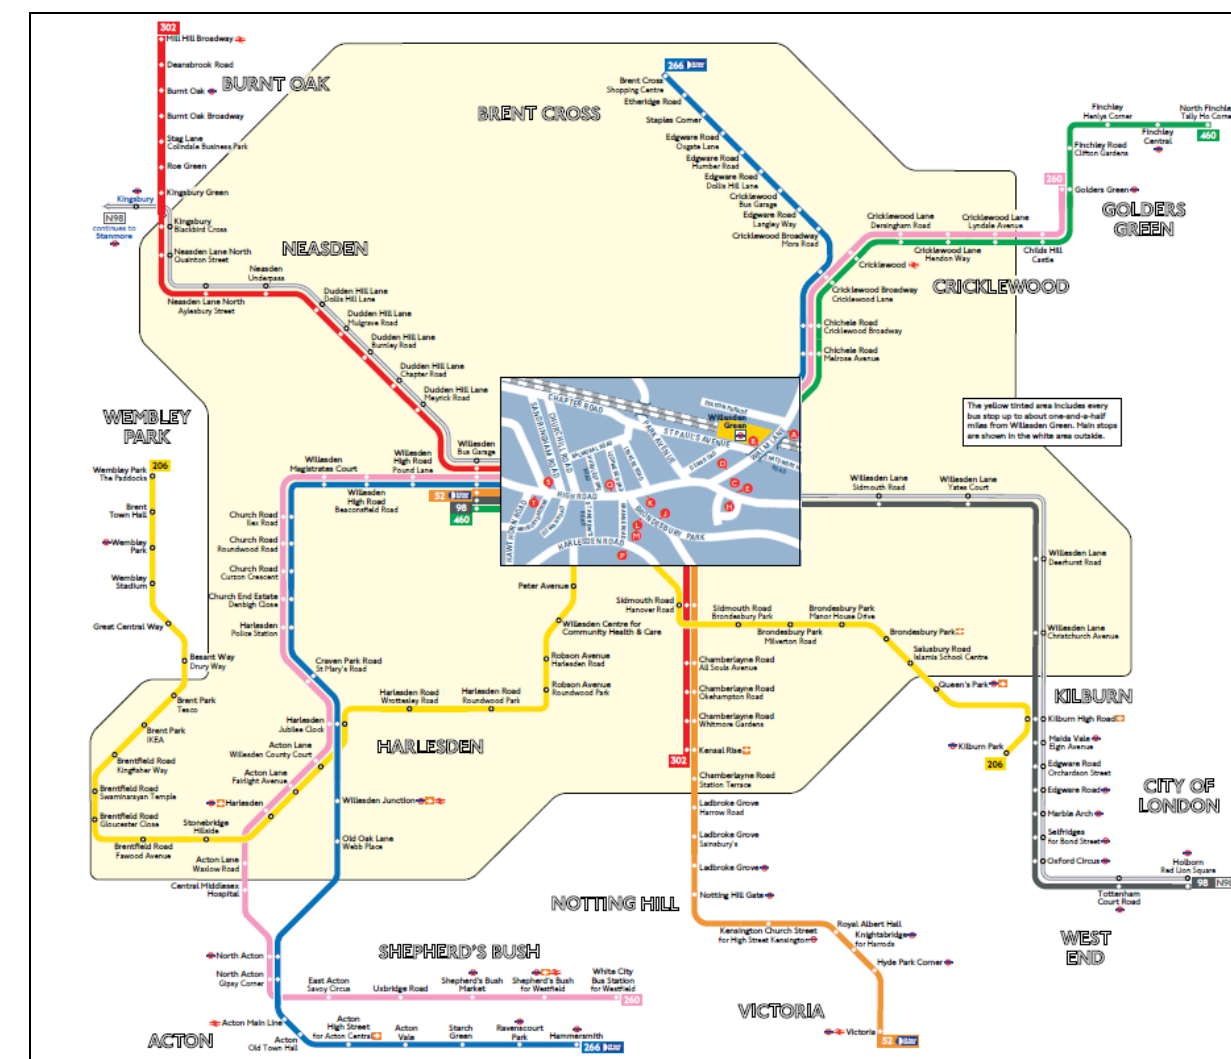 302
Mill Hill Broadway
Deansbrook Road
Burnt Oak
BURNT OAK
Burnt Oak Broadway
Stag Lane
Colindale Business Park
Roe Green
Kingsbury Green
Kingsbury
N98
continues to
Stanmore
Kingsbury
Blackbird Cross
Neasden Lane North
Quainton Street
NEASDEN
Neasden
Underpass
Neasden Lane North
Aylesbury Street
Dudden Hill Lane
Dollis Hill Lane
Dudden Hill Lane
Mulgrave Road
Dudden Hill Lane
Burnley Road
Dudden Hill Lane
Chapter Road
Dudden Hill Lane
Meyrick Road
Willesden
Bus Garage
BRENT CROSS
266
Brent Cross
Shopping Centre
Etheridge Road
Staples Corner
Edgware Road
Oxgate Lane
Edgware Road
Humber Road
Edgware Road
Dollis Hill Lane
Cricklewood
Bus Garage
Edgware Road
Langley Way
Cricklewood Broadway
Mora Road
Finchley
Henlys Corner
North Finchle
Tally Ho Corne
460
Finchley
Central
Finchley Road
Clifton Gardens
260
Golders Green
GOLDERS
GREEN
Cricklewood Lane
Dersingham Road
Cricklewood Lane
Lyndale Avenue
Cricklewood
Cricklewood Lane
Hendon Way
Childs Hill
Castle
CRICKLEWOOD
Cricklewood Broadway
Cricklewood Lane
Chichele Road
Cricklewood Broadway
Chichele Road
Melrose Avenue
The yellow tinted area includes every
bus stop up to about one-and-a-half
miles from Willesden Green. Main stops
are shown in the white area outside.
CHAPTER ROAD
SANDRINGHAM ROAD
CHURCHILL ROAD
PARK AVENUE
ST PAUL'S AVENUE
Willesden
Green
WALM LANE
HIGH ROAD
HAWTHORN ROAD
HARLESDEN ROAD
BRONDESBURY PARK
A
B
D
C
E
H
S
T
Q
K
J
L
M
P
WEMBLEY
PARK
Wembley Park
The Paddocks
206
Brent
Town Hall
Wembley
Park
Wembley
Stadium
Great Central Way
Besant Way
Drury Way
Brent Park
Tesco
Brent Park
IKEA
Brentfield Road
Kingfisher Way
Brentfield Road
Swaminarayan Temple
Brentfield Road
Gloucester Close
Brentfield Road
Fawood Avenue
Stonebridge
Hillside
Harlesden
Willesden
Magistrates Court
Willesden
High Road
Pound Lane
Willesden
High Road
Beaconsfield Road
52
98
460
Church Road
Ilex Road
Church Road
Roundwood Road
Church Road
Curzon Crescent
Church End Estate
Denbigh Close
Harlesden
Police Station
Craven Park Road
St Mary's Road
Harlesden
Jubilee Clock
Acton Lane
Willesden County Court
Acton Lane
Fairlight Avenue
Harlesden Road
Wrottesley Road
Harlesden Road
Roundwood Park
HARLESDEN
Peter Avenue
Willesden Centre for
Community Health & Care
Robson Avenue
Harlesden Road
Robson Avenue
Roundwood Park
Willesden Junction
Old Oak Lane
Webb Place
Acton Lane
Waxlow Road
Central Middlesex
Hospital
North Acton
North Acton
Gipsy Corner
SHEPHERD'S BUSH
East Acton
Savoy Circus
Uxbridge Road
Shepherd's Bush
Market
Shepherd's Bush
for Westfield
White City
Bus Station
for Westfield
260
Acton Main Line
Acton
Old Town Hall
ACTON
Acton
High Street
for Acton Central
Acton
Vale
Starch
Green
Ravenscourt
Park
Hammersmith
266
Sidmouth Road
Hanover Road
Sidmouth Road
Brondesbury Park
Brondesbury Park
Milverton Road
Brondesbury Park
Manor House Drive
Brondesbury Park
Salusbury Road
Islamia School Centre
Queen's Park
Kilburn Park
206
Chamberlayne Road
All Souls Avenue
Chamberlayne Road
Okehampton Road
Chamberlayne Road
Whitmore Gardens
Kensal Rise
302
Chamberlayne Road
Station Terrace
Ladbroke Grove
Harrow Road
Ladbroke Grove
Sainsbury's
Ladbroke Grove
Notting Hill Gate
NOTTING HILL
Kensington Church Street
for High Street Kensington
Royal Albert Hall
Knightsbridge
for Harrods
Hyde Park Corner
VICTORIA
Victoria
52
Willesden Lane
Sidmouth Road
Willesden Lane
Yates Court
Willesden Lane
Deerhurst Road
Willesden Lane
Christchurch Avenue
KILBURN
Kilburn High Road
Maida Vale
Elgin Avenue
Edgware Road
Orchardson Street
Edgware Road
Marble Arch
Selfridges
for Bond Street
Oxford Circus
CITY OF
LONDON
Holborn
Red Lion Square
98
N98
Tottenham
Court Road
WEST
END